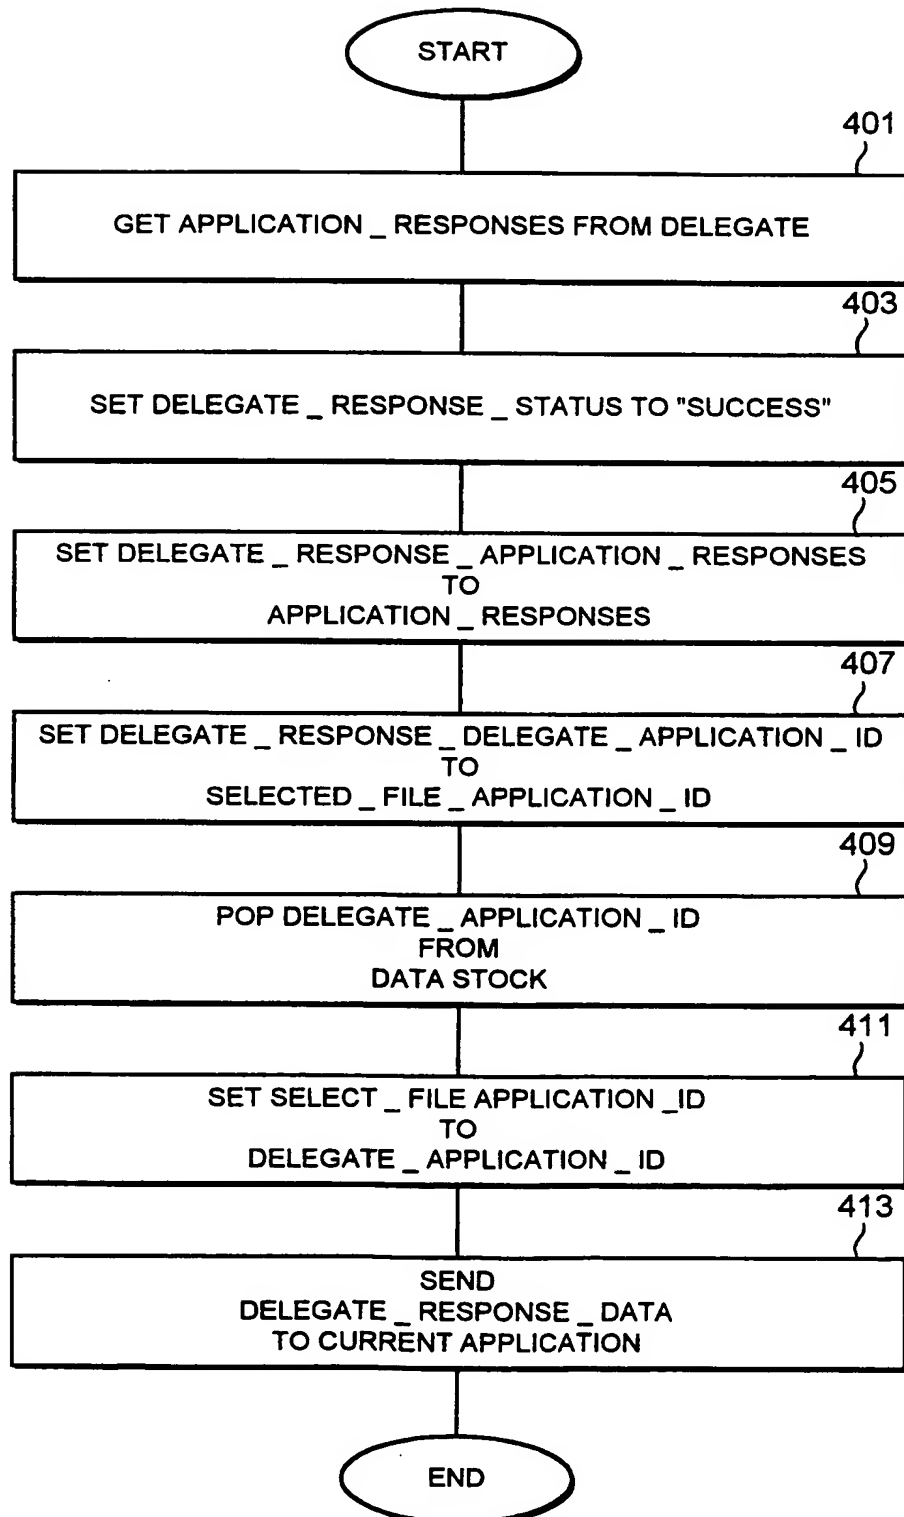 START
401
GET APPLICATION _ RESPONSES FROM DELEGATE
403
SET DELEGATE _ RESPONSE _ STATUS TO "SUCCESS"
405
SET DELEGATE _ RESPONSE _ APPLICATION _ RESPONSES
TO
APPLICATION _ RESPONSES
407
SET DELEGATE _ RESPONSE _ DELEGATE _ APPLICATION _ ID
TO
SELECTED _ FILE _ APPLICATION _ ID
409
POP DELEGATE _ APPLICATION _ ID
FROM
DATA STOCK
411
SET SELECT _ FILE APPLICATION _ID
TO
DELEGATE _ APPLICATION _ ID
413
SEND
DELEGATE _ RESPONSE _ DATA
TO CURRENT APPLICATION
END